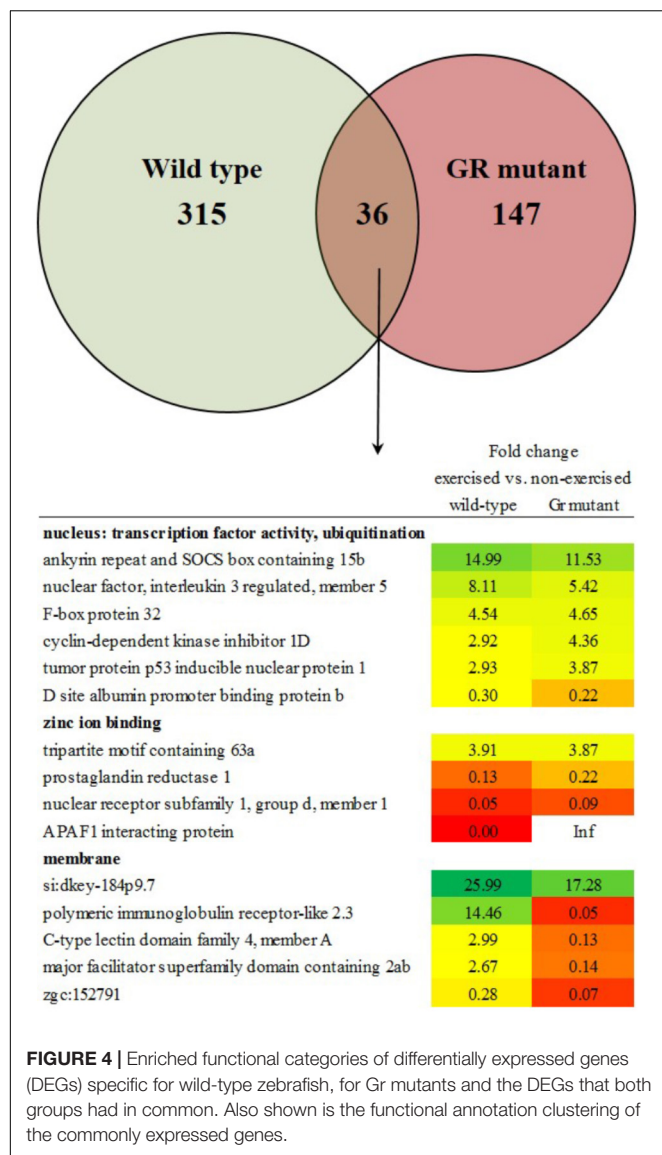 Wild type
315
36
GR mutant
147
Fold change
exercised vs. non-exercised
wild-type Gr mutant
nucleus: transcription factor activity, ubiquitination
ankyrin repeat and SOCS box containing 15b 14.99 11.53
nuclear factor, interleukin 3 regulated, member 5 8.11 5.42
F-box protein 32 4.54 4.65
cyclin-dependent kinase inhibitor 1D 2.92 4.36
tumor protein p53 inducible nuclear protein 1 2.93 3.87
D site albumin promoter binding protein b 0.30 0.22
zinc ion binding
tripartite motif containing 63a 3.91 3.87
prostaglandin reductase 1 0.13 0.22
nuclear receptor subfamily 1, group d, member 1 0.05 0.09
APAF1 interacting protein 0.00 Inf
membrane
si:dkey-184p9.7 25.99 17.28
polymeric immunoglobulin receptor-like 2.3 14.46 0.05
C-type lectin domain family 4, member A 2.99 0.13
major facilitator superfamily domain containing 2ab 2.67 0.14
zgc:152791 0.28 0.07
FIGURE 4 | Enriched functional categories of differentially expressed genes
(DEGs) specific for wild-type zebrafish, for Gr mutants and the DEGs that both
groups had in common. Also shown is the functional annotation clustering of
the commonly expressed genes.